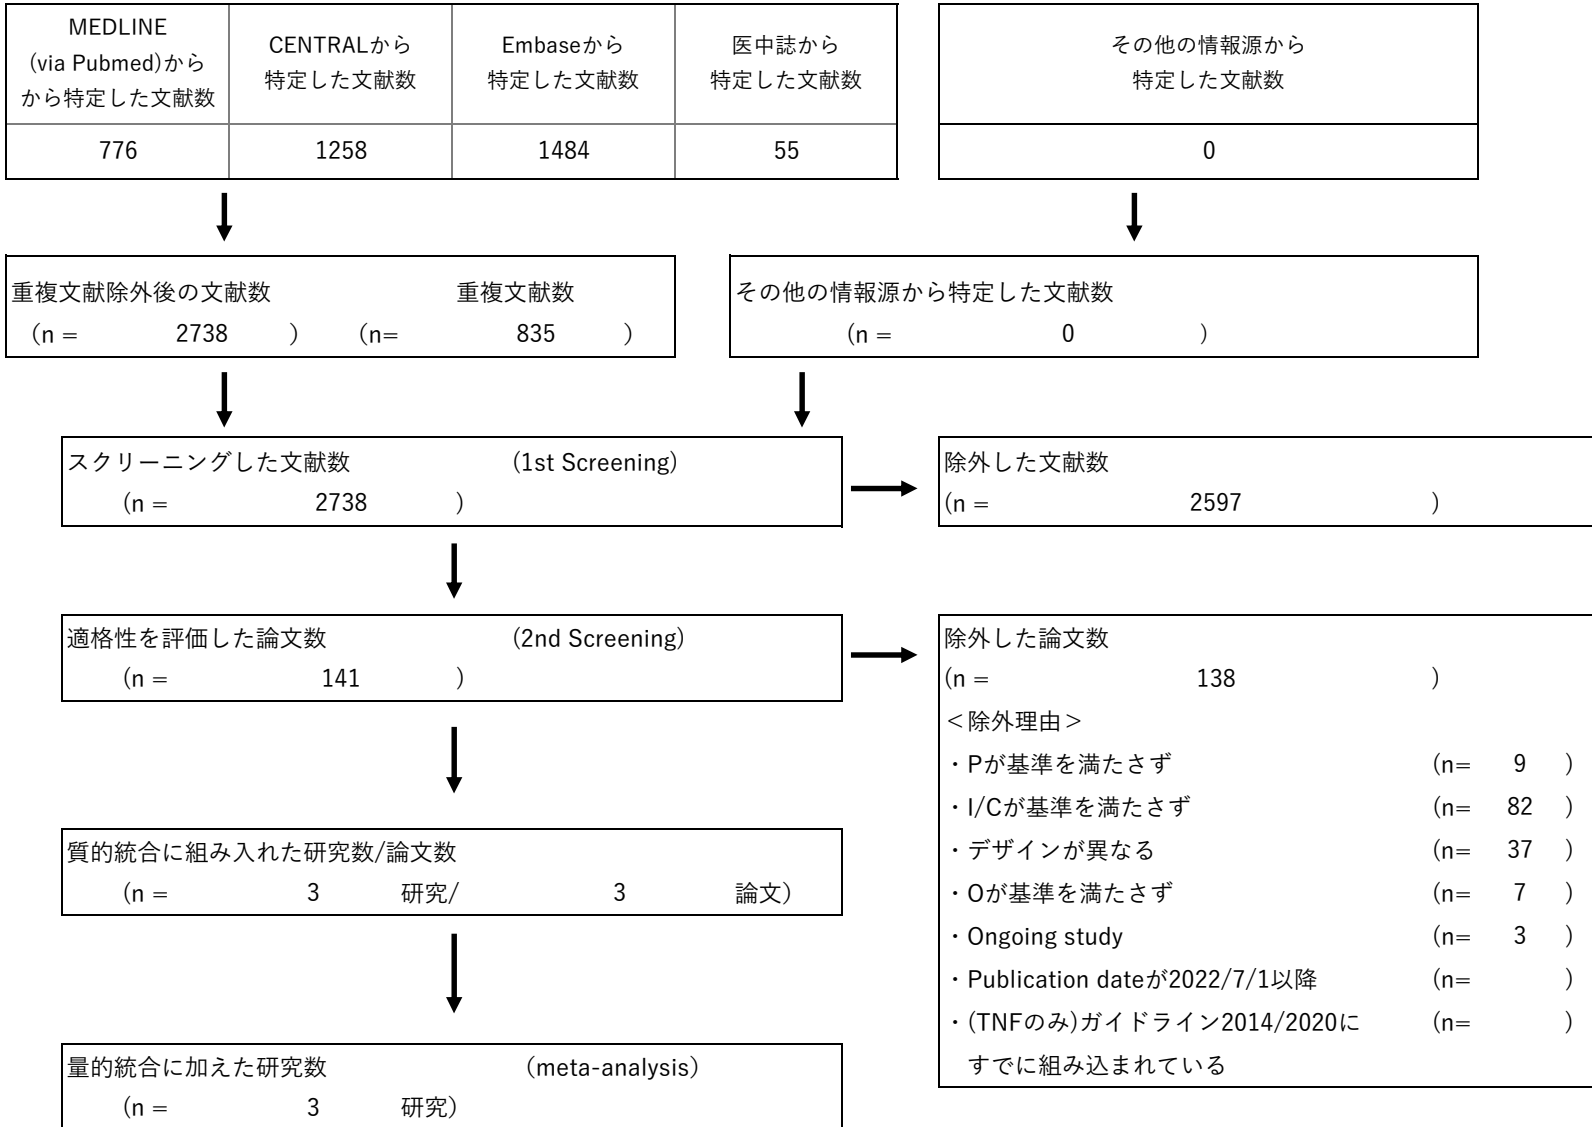 MEDLINE
(via Pubmed)から
から特定した文献数
CENTRALから
特定した文献数
Embaseから
特定した文献数
医中誌から
特定した文献数
その他の情報源から
特定した文献数
776 1258 1484 55 0
重複文献除外後の文献数 重複文献数
(n = 2738 ) (n= 835 )
その他の情報源から特定した文献数
(n = 0 )
スクリーニングした文献数 (1st Screening)
(n = 2738 )
除外した文献数
(n = 2597 )
適格性を評価した論文数 (2nd Screening)
(n = 141 )
除外した論文数
(n = 138 )
＜除外理由＞
・Pが基準を満たさず (n= 9 )
・I/Cが基準を満たさず (n= 82 )
・デザインが異なる (n= 37 )
・Oが基準を満たさず (n= 7 )
・Ongoing study (n= 3 )
・Publication dateが2022/7/1以降 (n= )
・(TNFのみ)ガイドライン2014/2020に (n= )
すでに組み込まれている
質的統合に組み入れた研究数/論文数
(n = 3 研究/ 3 論文)
量的統合に加えた研究数 (meta-analysis)
(n = 3 研究)